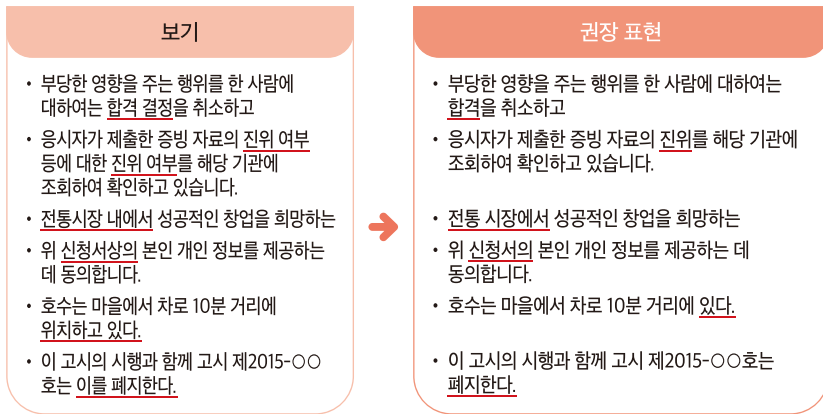 보기
• 부당한 영향을 주는 행위를 한 사람에
대하여는 합격 결정을 취소하고
• 응시자가 제출한 증빙 자료의 진위 여부
등에 대한 진위 여부를 해당 기관에
조회하여 확인하고 있습니다.
• 전통시장 내에서 성공적인 창업을 희망하는
• 위 신청서상의 본인 개인 정보를 제공하는
데 동의합니다.
• 호수는 마을에서 차로 10분 거리에
위치하고 있다.
• 이 고시의 시행과 함께 고시 제2015-○○
호는 이를 폐지한다.
권장 표현
• 부당한 영향을 주는 행위를 한 사람에 대하여는
합격을 취소하고
• 응시자가 제출한 증빙 자료의 진위를 해당 기관에
조회하여 확인하고 있습니다.
• 전통 시장에서 성공적인 창업을 희망하는
• 위 신청서의 본인 개인 정보를 제공하는 데
동의합니다.
• 호수는 마을에서 차로 10분 거리에 있다.
• 이 고시의 시행과 함께 고시 제2015-○○호는
폐지한다.